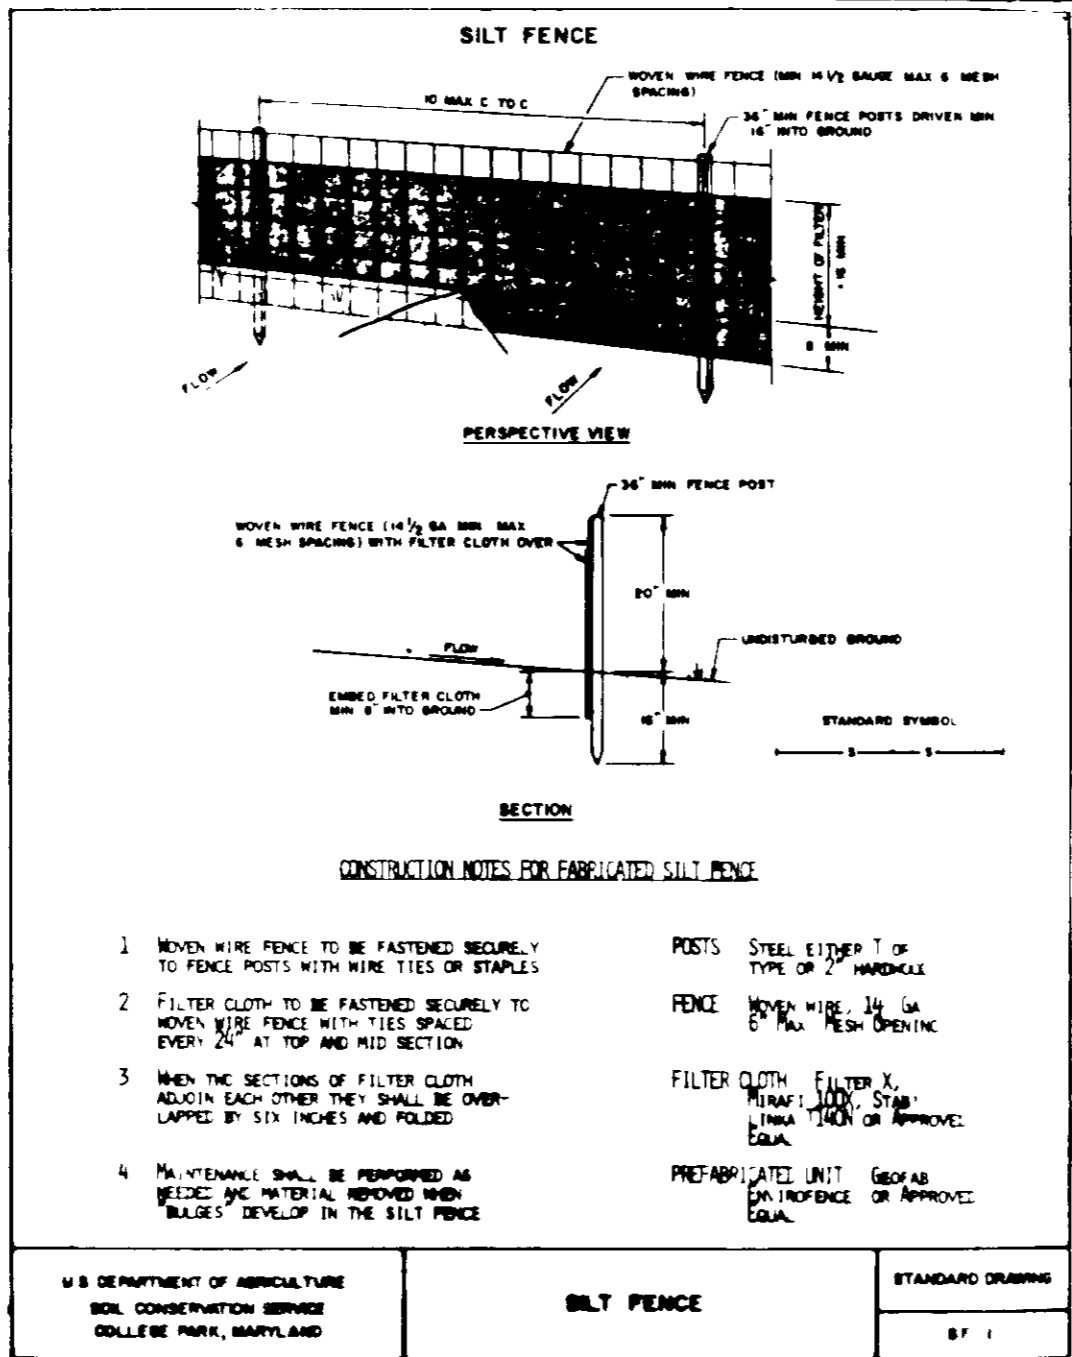 SILT FENCE
WOVEN WIRE FENCE (MIN 14 1/2 GAUGE MAX 6 MESH
SPACING)
10 MAX C TO C
36" MIN FENCE POSTS DRIVEN MIN
16" INTO GROUND
HEIGHT OF FILTER
16 MIN
8 MIN
FLOW
FLOW
PERSPECTIVE VIEW
36" MIN FENCE POST
WOVEN WIRE FENCE (14 1/2 GA MIN MAX
6 MESH SPACING) WITH FILTER CLOTH OVER
20" MIN
FLOW
UNDISTURBED GROUND
EMBED FILTER CLOTH
MIN 8" INTO GROUND
16" MIN
STANDARD SYMBOL
S S
SECTION
CONSTRUCTION NOTES FOR FABRICATED SILT FENCE
1 WOVEN WIRE FENCE TO BE FASTENED SECURELY
TO FENCE POSTS WITH WIRE TIES OR STAPLES
2 FILTER CLOTH TO BE FASTENED SECURELY TO
WOVEN WIRE FENCE WITH TIES SPACED
EVERY 24" AT TOP AND MID SECTION
3 WHEN TWO SECTIONS OF FILTER CLOTH
ADJOIN EACH OTHER THEY SHALL BE OVER-
LAPPED BY SIX INCHES AND FOLDED
4 MAINTENANCE SHALL BE PERFORMED AS
NEEDED AND MATERIAL REMOVED WHEN
"BULGES" DEVELOP IN THE SILT FENCE
POSTS STEEL EITHER T OR
TYPE OR 2"
FENCE WOVEN WIRE, 14 GA
6" MAX MESH OPENING
FILTER CLOTH FILTER X,
MIRAFI 100X, STABI-
LINKA T140N OR APPROVED
EQUAL
PREFABRICATED UNIT GEOFAB
ENVIROFENCE OR APPROVED
EQUAL
U S DEPARTMENT OF AGRICULTURE
SOIL CONSERVATION SERVICE
COLLEGE PARK, MARYLAND
SILT FENCE
STANDARD DRAWING
SF 1